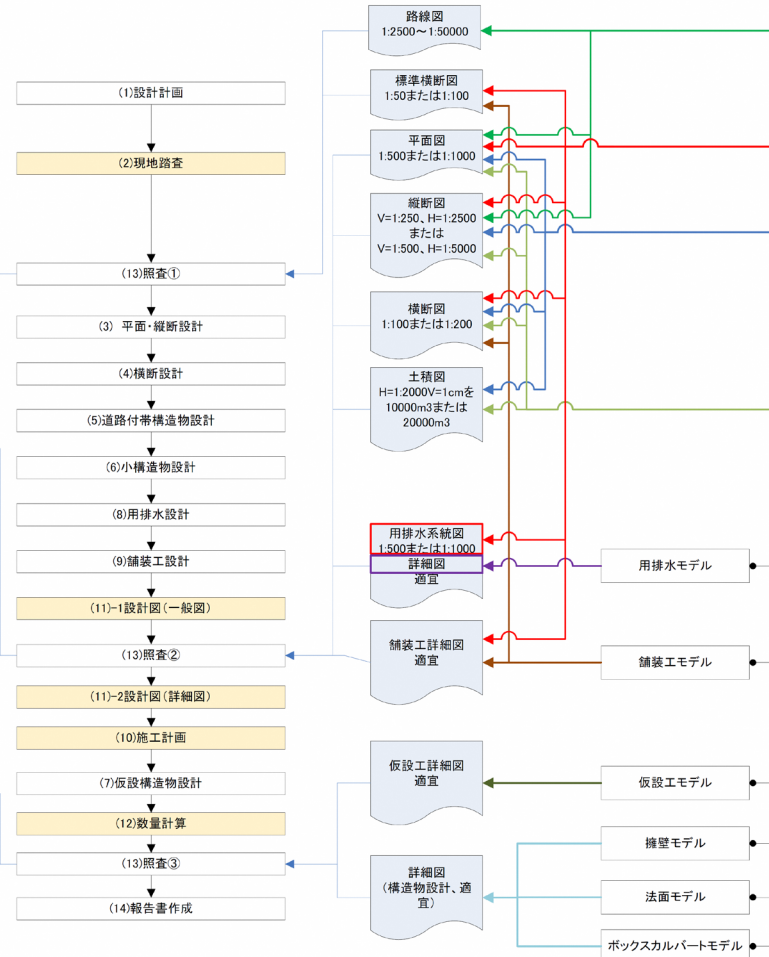 (1)設計計画
(2)現地踏査
(13)照査①
(3) 平面・縦断設計
(4)横断設計
(5)道路付帯構造物設計
(6)小構造物設計
(8)用排水設計
(9)舗装工設計
(11)-1設計図(一般図)
(13)照査②
(11)-2設計図(詳細図)
(10)施工計画
(7)仮設構造物設計
(12)数量計算
(13)照査③
(14)報告書作成
路線図
1:2500～1:50000
標準横断図
1:50または1:100
平面図
1:500または1:1000
縦断図
V=1:250、H=1:2500
または
V=1:500、H=1:5000
横断図
1:100または1:200
土積図
H=1:2000V=1cmを
10000m3または
20000m3
用排水系統図
1:500または1:1000
詳細図
適宜
舗装工詳細図
適宜
仮設工詳細図
適宜
詳細図
(構造物設計、適
宜)
用排水モデル
舗装工モデル
仮設工モデル
擁壁モデル
法面モデル
ボックスカルバートモデル